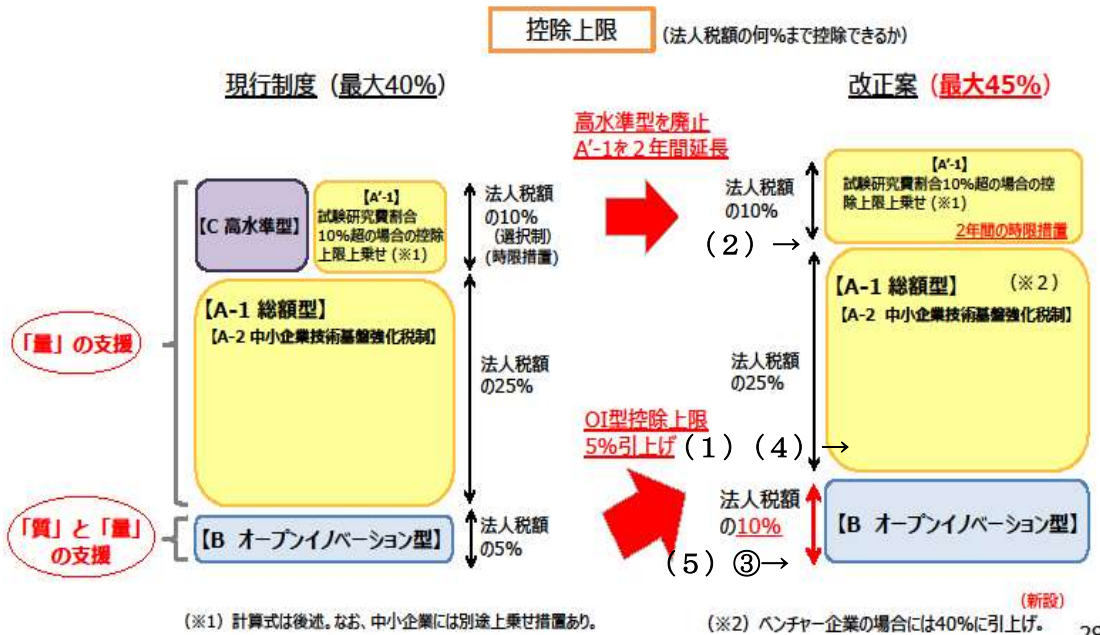 控除上限
(法人税額の何%まで控除できるか)
現行制度（最大40%）
「量」の支援
【C 高水準型】
【A'-1】
試験研究費割合
10%超の場合の控除
上限上乗せ(※1)
法人税額
の10%
(選択制)
(時限措置)
【A-1 総額型】
【A-2 中小企業技術基盤強化税制】
法人税額
の25%
「質」と「量」
の支援
【B オープンイノベーション型】
法人税額
の5%
(※1) 計算式は後述。なお、中小企業には別途上乗せ措置あり。
高水準型を廃止
A'-1を２年間延長
OI型控除上限
5%引上げ
改正案（最大45%）
法人税額
の10%
（２）→
【A'-1】
試験研究費割合10%超の場合の控
除上限上乗せ(※1)
2年間の時限措置
【A-1 総額型】 (※２)
【A-2 中小企業技術基盤強化税制】
法人税額
の25%
（１）（４）→
法人税額
の10%
（５）③→
【B オープンイノベーション型】
(新設)
(※２) ベンチャー企業の場合には40%に引上げ。